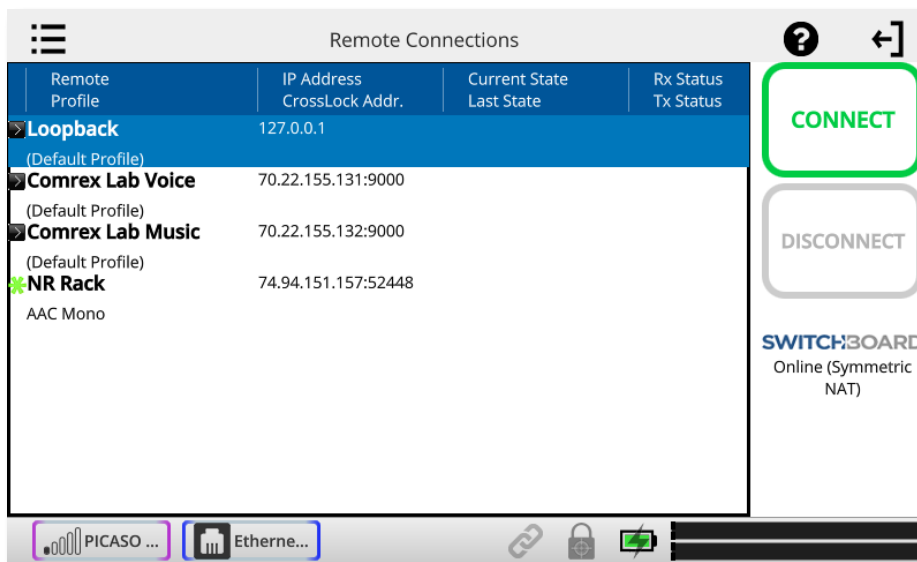 Remote Connections
?
Remote IP Address Current State Rx Status
Profile CrossLock Addr. Last State Tx Status
Loopback 127.0.0.1
(Default Profile)
Comrex Lab Voice 70.22.155.131:9000
(Default Profile)
Comrex Lab Music 70.22.155.132:9000
(Default Profile)
NR Rack 74.94.151.157:52448
AAC Mono
CONNECT
DISCONNECT
SWITCHBOARD
Online (Symmetric
NAT)
PICASO ... Etherne...